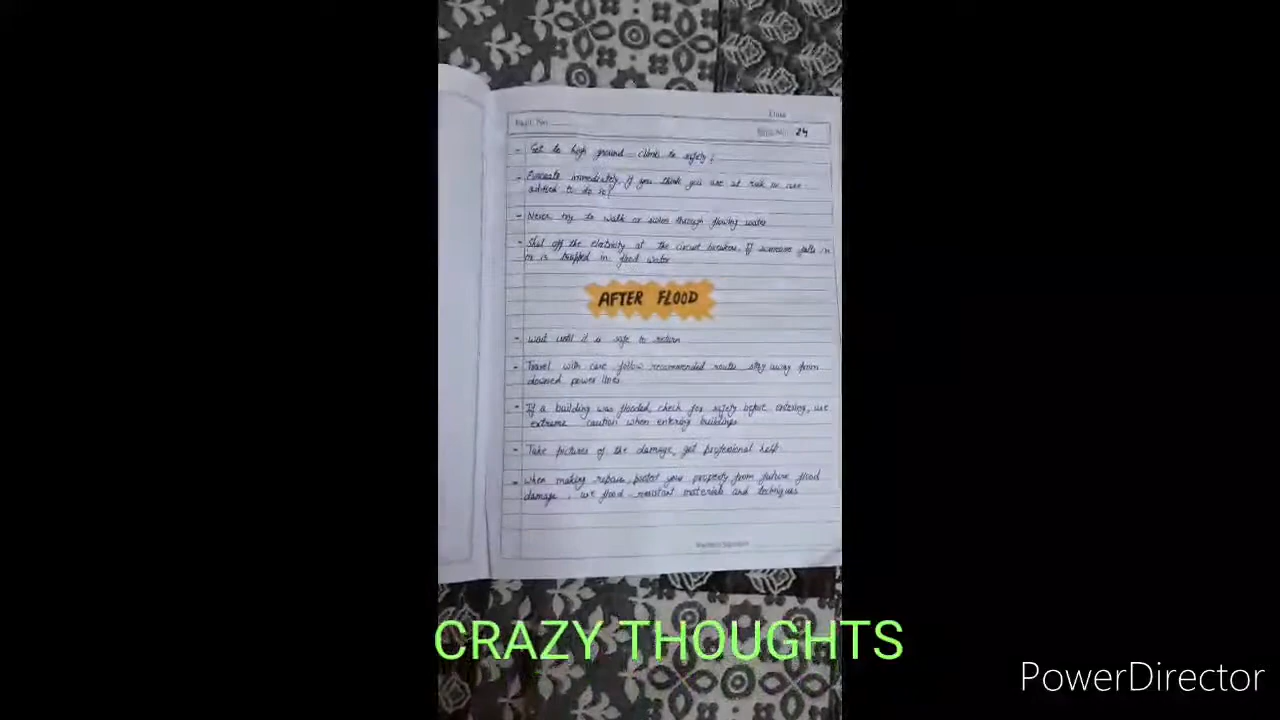 24
- Get to high ground climb to safety!
- Evacuate immediately, if you think you are at risk or are
advised to do so!
- Never try to walk or swim through flowing water
- Shut off the electricity at the circuit breakers. If someone falls in
or is trapped in flood water
AFTER FLOOD
- Wait until it is safe to return
- Travel with care follow recommended routes stay away from
downed power lines
- If a building was flooded, check for safety before entering, use
extreme caution when entering buildings
- Take pictures of the damage, get professional help
- When making repairs, protect your property from future flood
damage, use flood-resistant materials and techniques
CRAZY THOUGHTS
PowerDirector